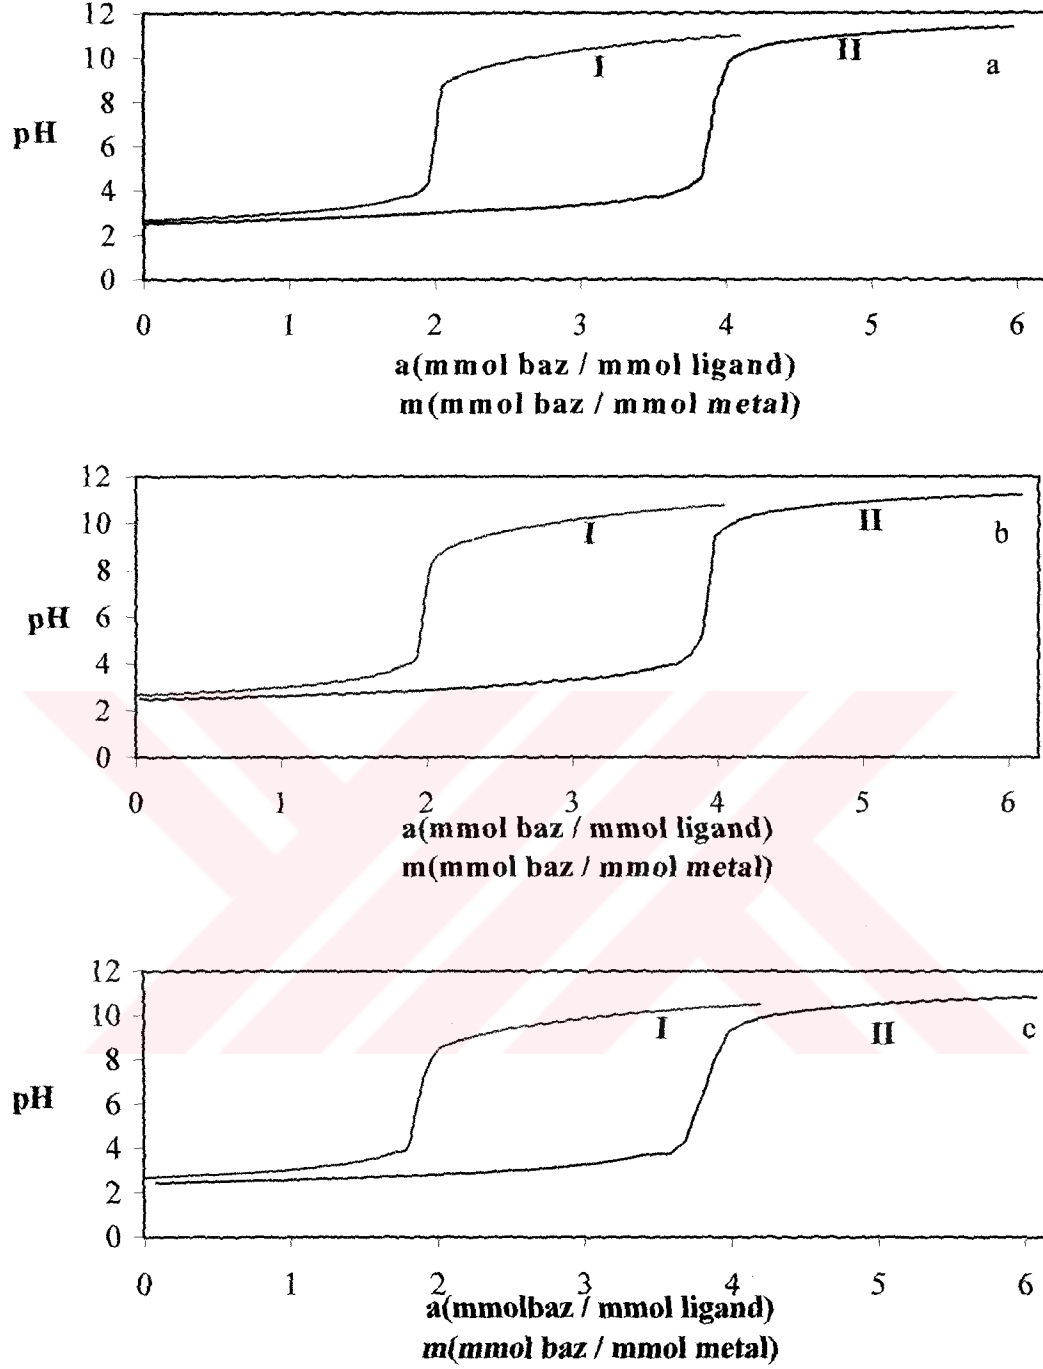 12
10
8
6
4
2
0
pH
I
II
a
0 1 2 3 4 5 6
a(mmol baz / mmol ligand)
m(mmol baz / mmol metal)
12
10
8
6
4
2
0
pH
I
II
b
0 1 2 3 4 5 6
a(mmol baz / mmol ligand)
m(mmol baz / mmol metal)
12
10
8
6
4
2
0
pH
I
II
c
0 1 2 3 4 5 6
a(mmolbaz / mmol ligand)
m(mmol baz / mmol metal)